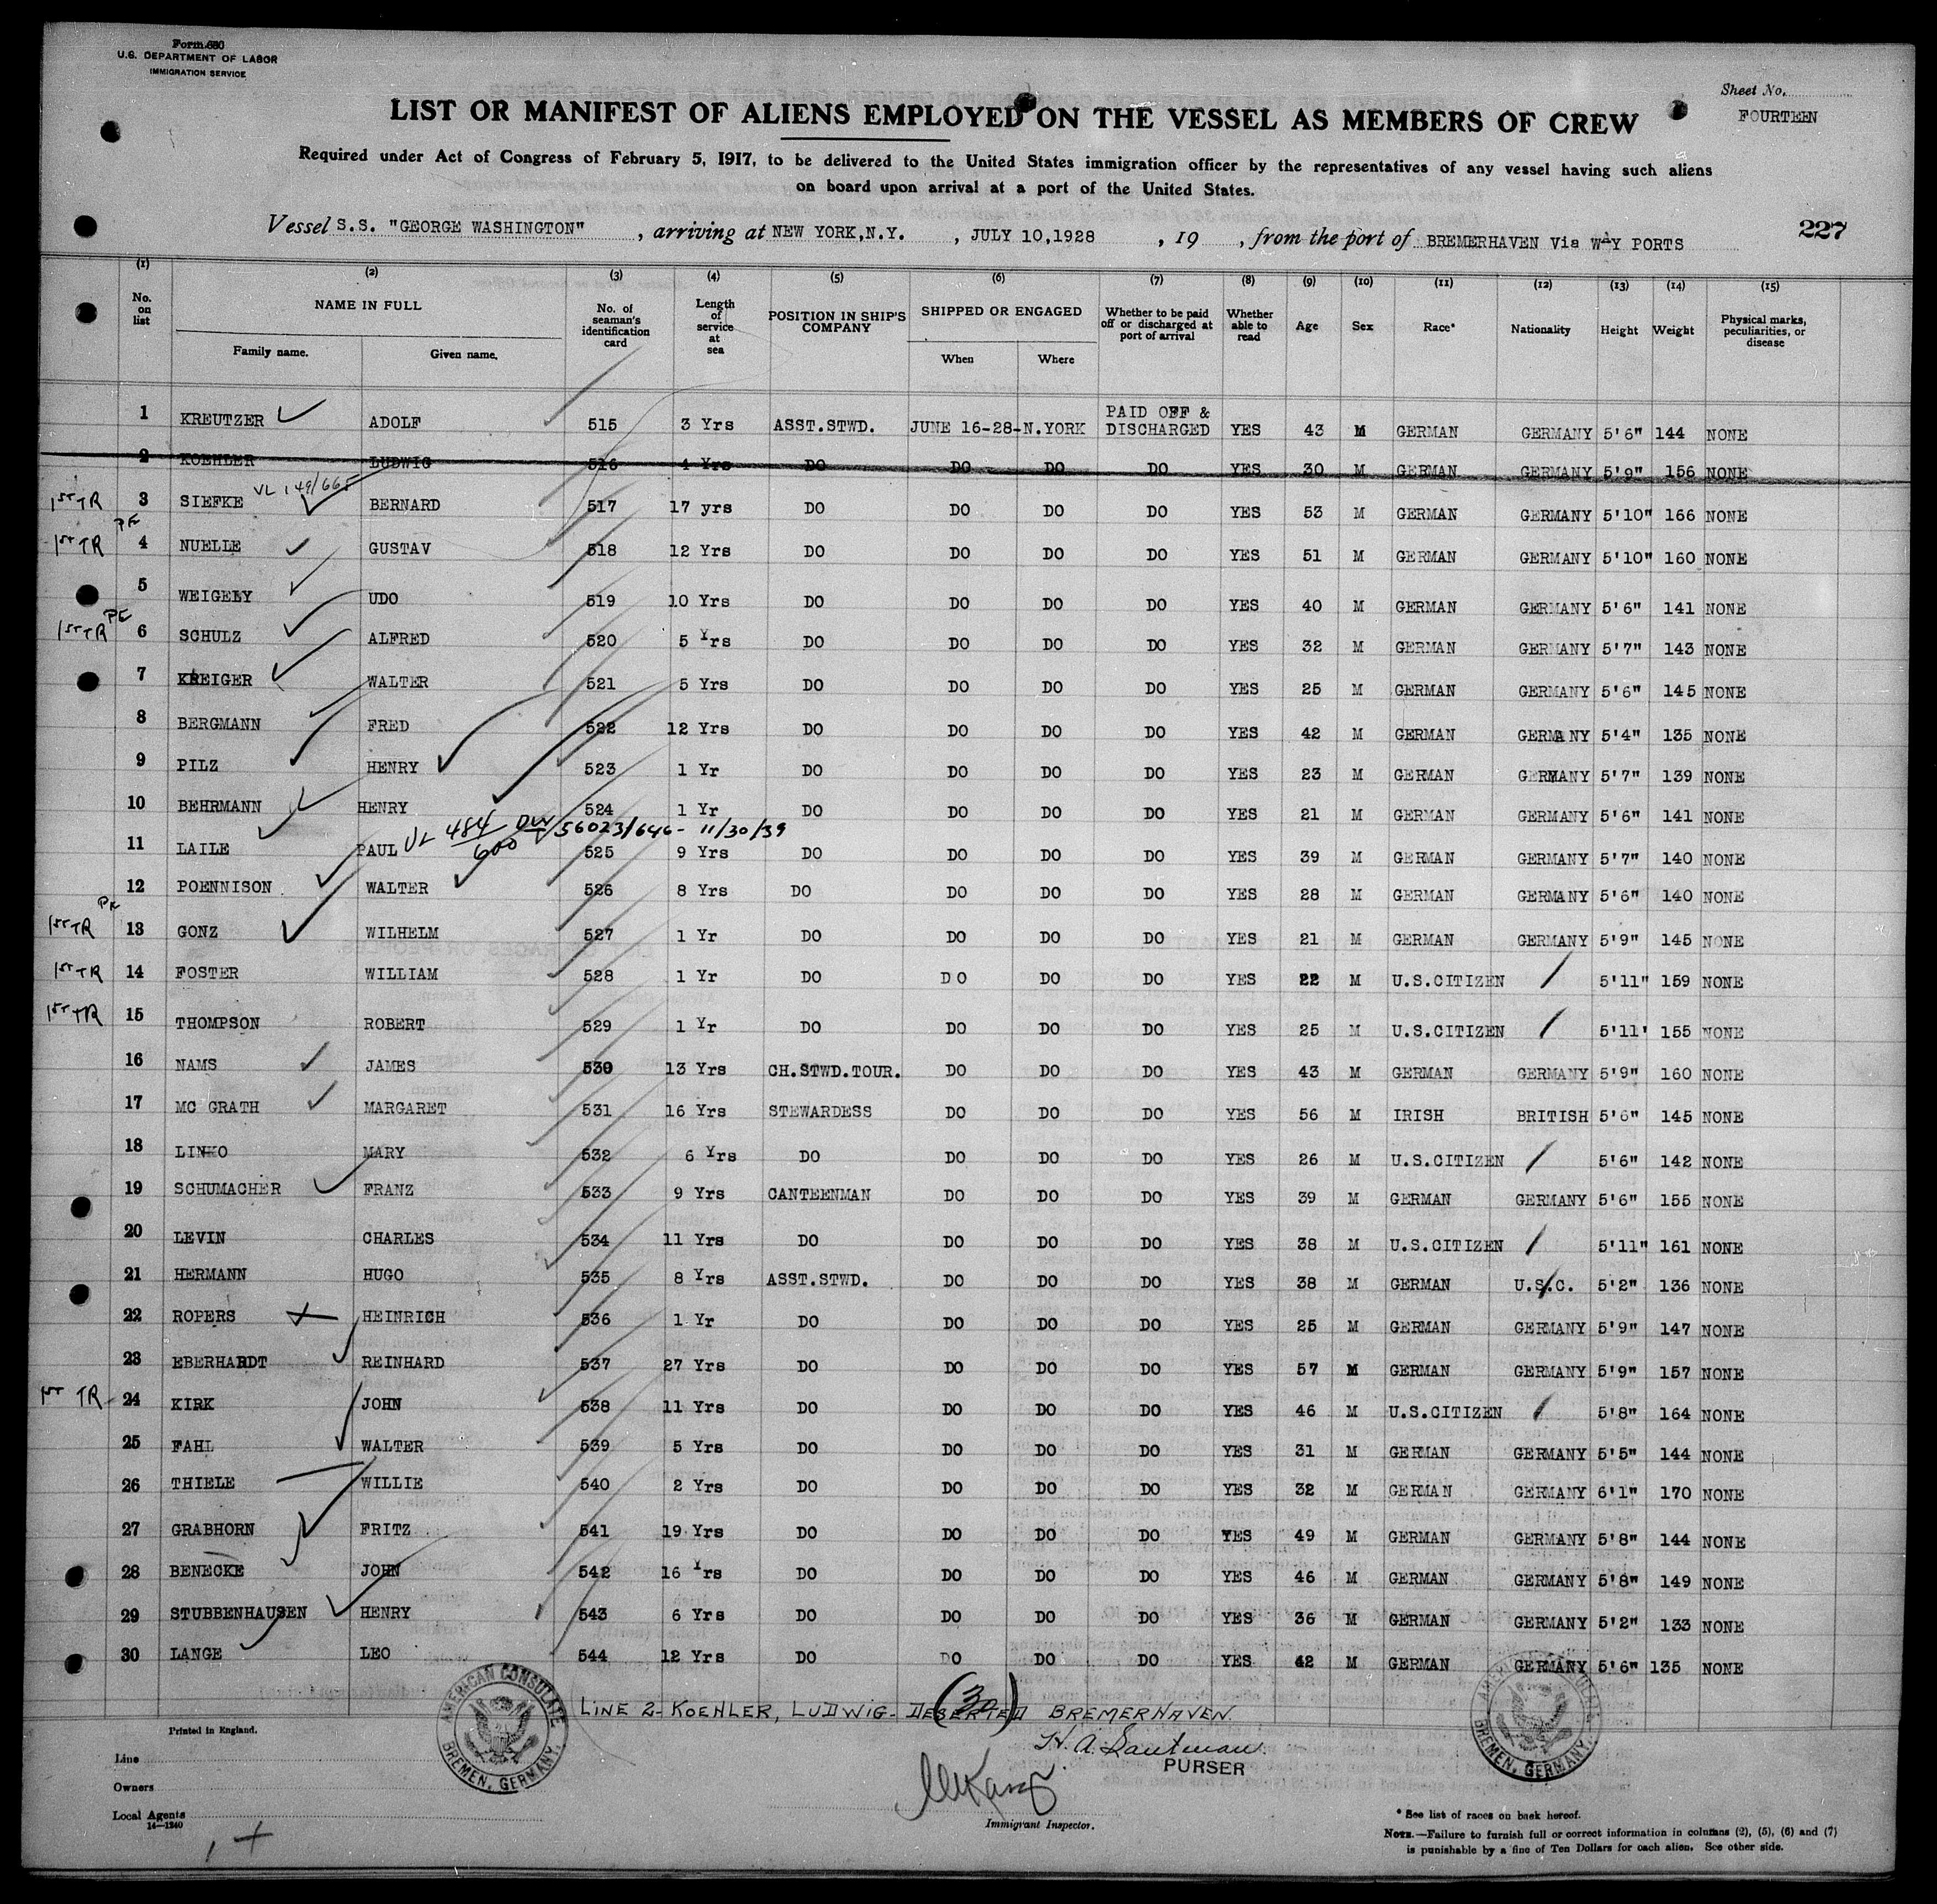 Form 680
U.S. DEPARTMENT OF LABOR
IMMIGRATION SERVICE
Sheet No.
FOURTEEN
LIST OR MANIFEST OF ALIENS EMPLOYED ON THE VESSEL AS MEMBERS OF CREW
Required under Act of Congress of February 5, 1917, to be delivered to the United States immigration officer by the representatives of any vessel having such aliens
on board upon arrival at a port of the United States.
Vessel S.S. "GEORGE WASHINGTON", arriving at NEW YORK,N.Y., JULY 10,1928, 19, from the port of BREMERHAVEN Via WAY PORTS
227
(1) (2) (3) (4) (5) (6) (7) (8) (9) (10) (11) (12) (13) (14) (15)
No. on list NAME IN FULL Family name. Given name. No. of seaman's identification card Length of service at sea POSITION IN SHIP'S COMPANY SHIPPED OR ENGAGED When Where Whether to be paid off or discharged at port of arrival Whether able to read Age Sex Race* Nationality Height Weight Physical marks, peculiarities, or disease
1 KREUTZER ADOLF 515 3 Yrs ASST.STWD. JUNE 16-28-N.YORK PAID OFF & DISCHARGED YES 43 M GERMAN GERMANY 5'6" 144 NONE
2 KOEHLER LUDWIG 516 4 Yrs DO DO DO DO YES 30 M GERMAN GERMANY 5'9" 156 NONE
1st TR 3 SIEFKE VL 149/665 BERNARD 517 17 yrs DO DO DO DO YES 53 M GERMAN GERMANY 5'10" 166 NONE
1st TR PE 4 NUELLE GUSTAV 518 12 Yrs DO DO DO DO YES 51 M GERMAN GERMANY 5'10" 160 NONE
5 WEIGELY UDO 519 10 Yrs DO DO DO DO YES 40 M GERMAN GERMANY 5'6" 141 NONE
1st TR PE 6 SCHULZ ALFRED 520 5 Yrs DO DO DO DO YES 32 M GERMAN GERMANY 5'7" 143 NONE
7 KREIGER WALTER 521 5 Yrs DO DO DO DO YES 25 M GERMAN GERMANY 5'6" 145 NONE
8 BERGMANN FRED 522 12 Yrs DO DO DO DO YES 42 M GERMAN GERMANY 5'4" 135 NONE
9 PILZ HENRY 523 1 Yr DO DO DO DO YES 23 M GERMAN GERMANY 5'7" 139 NONE
10 BEHRMANN HENRY 524 1 Yr DO DO DO DO YES 21 M GERMAN GERMANY 5'6" 141 NONE
VL 484/600 56023/646 - 11/30/39
11 LAILE PAUL 525 9 Yrs DO DO DO DO YES 39 M GERMAN GERMANY 5'7" 140 NONE
12 POENNISON WALTER 526 8 Yrs DO DO DO DO YES 28 M GERMAN GERMANY 5'6" 140 NONE
1st TR 13 GONZ WILHELM 527 1 Yr DO DO DO DO YES 21 M GERMAN GERMANY 5'9" 145 NONE
1st TR 14 FOSTER WILLIAM 528 1 Yr DO DO DO DO YES 22 M U.S.CITIZEN 5'11" 159 NONE
1st TR 15 THOMPSON ROBERT 529 1 Yr DO DO DO DO YES 25 M U.S.CITIZEN 5'11' 155 NONE
16 NAMS JAMES 530 13 Yrs CH.STWD.TOUR. DO DO DO YES 43 M GERMAN GERMANY 5'9" 160 NONE
17 MC GRATH MARGARET 531 16 Yrs STEWARDESS DO DO DO YES 56 M IRISH BRITISH 5'6" 145 NONE
18 LINKO MARY 532 6 Yrs DO DO DO DO YES 26 M U.S.CITIZEN 5'6" 142 NONE
19 SCHUMACHER FRANZ 533 9 Yrs CANTEENMAN DO DO DO YES 39 M GERMAN GERMANY 5'6" 155 NONE
20 LEVIN CHARLES 534 11 Yrs DO DO DO DO YES 38 M U.S.CITIZEN 5'11" 161 NONE
21 HERMANN HUGO 535 8 Yrs ASST.STWD. DO DO DO YES 38 M GERMAN U.S.C. 5'2" 136 NONE
22 ROPERS HEINRICH 536 1 Yr DO DO DO DO YES 25 M GERMAN GERMANY 5'9" 147 NONE
23 EBERHARDT REINHARD 537 27 Yrs DO DO DO DO YES 57 M GERMAN GERMANY 5'9" 157 NONE
1st TR 24 KIRK JOHN 538 11 Yrs DO DO DO DO YES 46 M U.S.CITIZEN 5'8" 164 NONE
25 FAHL WALTER 539 5 Yrs DO DO DO DO YES 31 M GERMAN GERMANY 5'5" 144 NONE
26 THIELE WILLIE 540 2 Yrs DO DO DO DO YES 32 M GERMAN GERMANY 6'1" 170 NONE
27 GRABHORN FRITZ 541 19 Yrs DO DO DO DO YES 49 M GERMAN GERMANY 5'8" 144 NONE
28 BENECKE JOHN 542 16 Yrs DO DO DO DO YES 46 M GERMAN GERMANY 5'8" 149 NONE
29 STUBBENHAUSEN HENRY 543 6 Yrs DO DO DO DO YES 36 M GERMAN GERMANY 5'2" 133 NONE
30 LANGE LEO 544 12 Yrs DO DO DO DO YES 42 M GERMAN GERMANY 5'6" 135 NONE
AMERICAN CONSULATE BREMEN, GERMANY.
LINE 2- KOEHLER, LUDWIG- DESERTED BREMERHAVEN.
(30)
PURSER
AMERICAN CONSULATE BREMEN, GERMANY.
Printed in England.
Line
Owners
Local Agents
14—1240
Immigrant Inspector.
* See list of races on back hereof.
NOTE.—Failure to furnish full or correct information in columns (2), (5), (6) and (7)
is punishable by a fine of Ten Dollars for each alien. See other side.